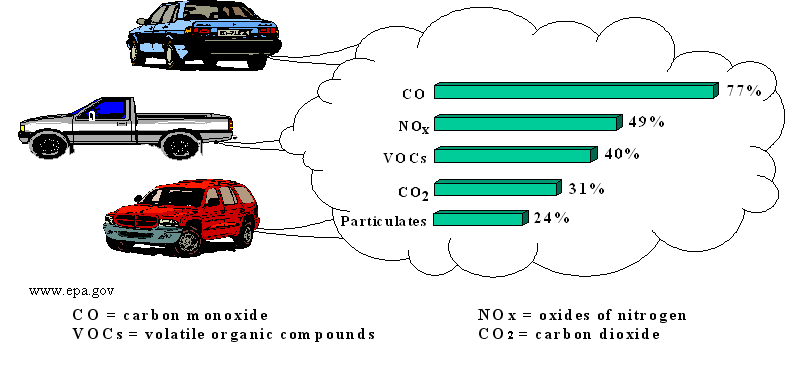 CO 77%
NOx 49%
VOCs 40%
CO2 31%
Particulates 24%
www.epa.gov
CO = carbon monoxide
NOx = oxides of nitrogen
VOCs = volatile organic compounds
CO2 = carbon dioxide